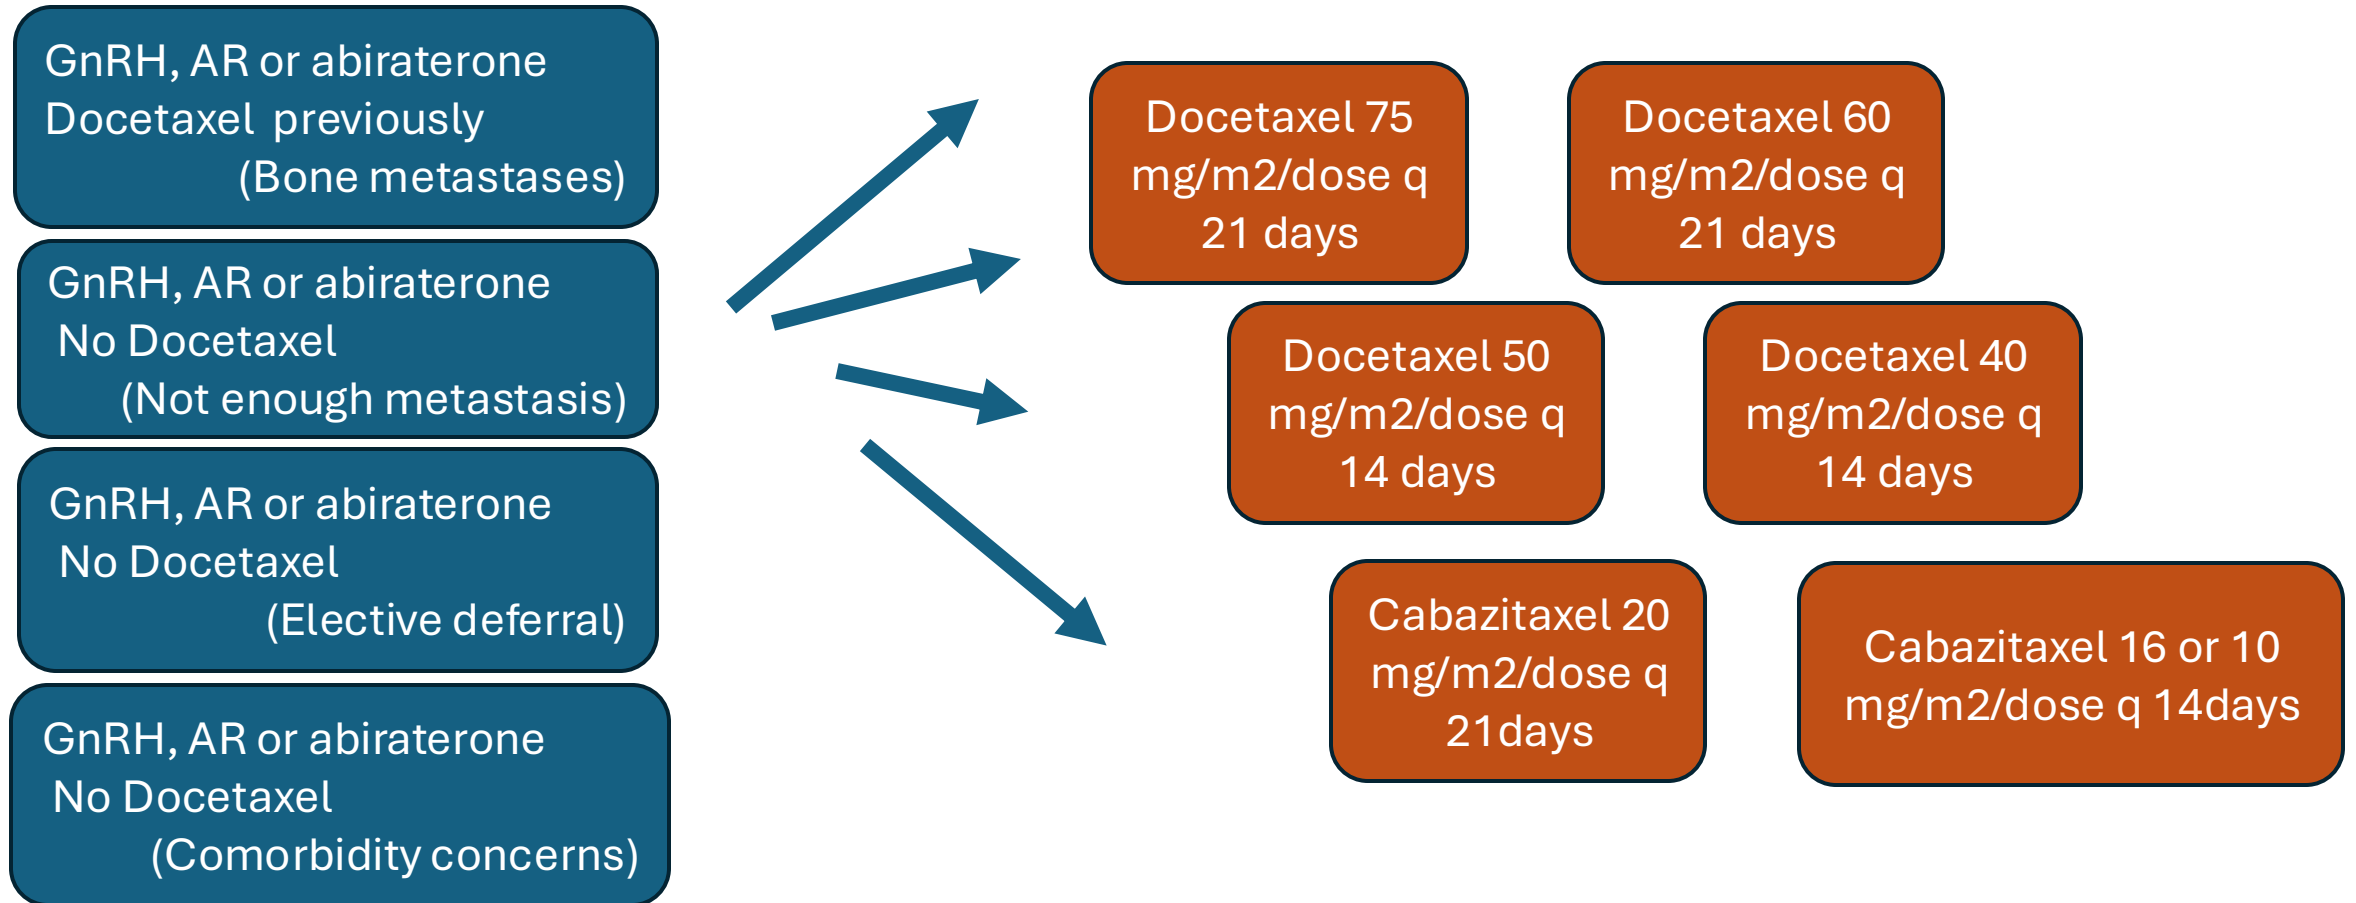 GnRH, AR or abiraterone
Docetaxel  previously
(Bone metastases)
GnRH, AR or abiraterone
No Docetaxel
(Not enough metastasis)
GnRH, AR or abiraterone
No Docetaxel
(Elective deferral)
GnRH, AR or abiraterone
No Docetaxel
(Comorbidity concerns)
Docetaxel 75
mg/m2/dose q
21 days
Docetaxel 60
mg/m2/dose q
21 days
Docetaxel 50
mg/m2/dose q
14 days
Docetaxel 40
mg/m2/dose q
14 days
Cabazitaxel 20
mg/m2/dose q
21days
Cabazitaxel 16 or 10
mg/m2/dose q 14days